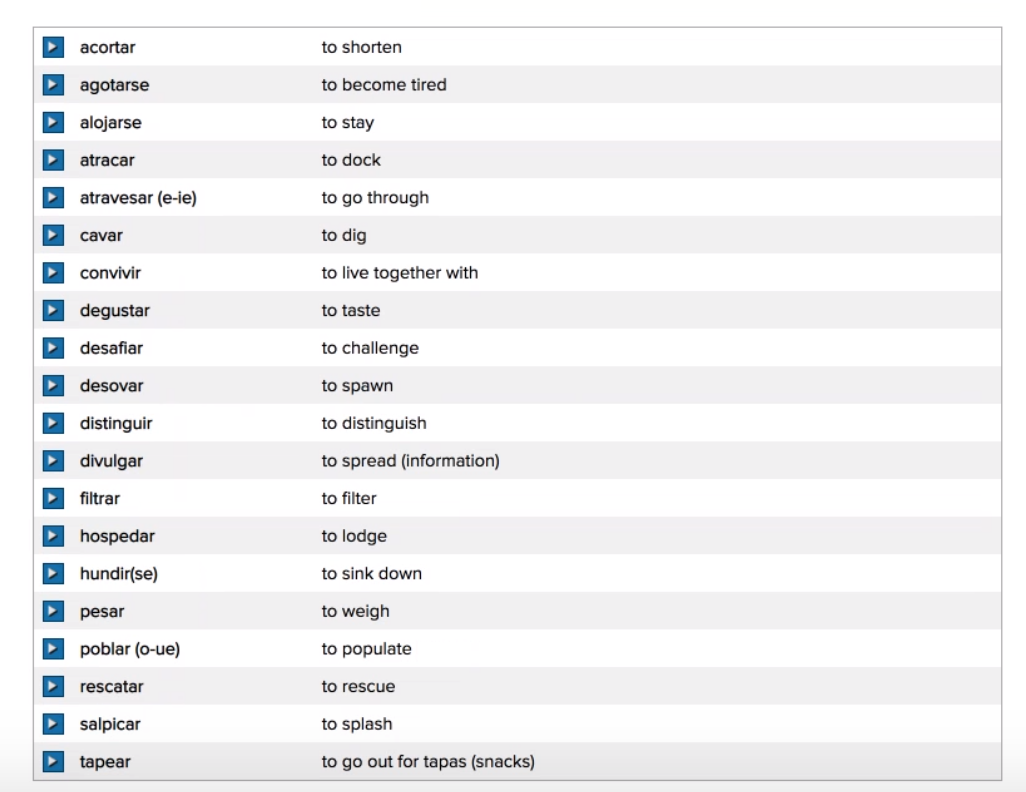 acortar to shorten
agotarse to become tired
alojarse to stay
atracar to dock
atravesar (e-ie) to go through
cavar to dig
convivir to live together with
degustar to taste
desafiar to challenge
desovar to spawn
distinguir to distinguish
divulgar to spread (information)
filtrar to filter
hospedar to lodge
hundir(se) to sink down
pesar to weigh
poblar (o-ue) to populate
rescatar to rescue
salpicar to splash
tapear to go out for tapas (snacks)